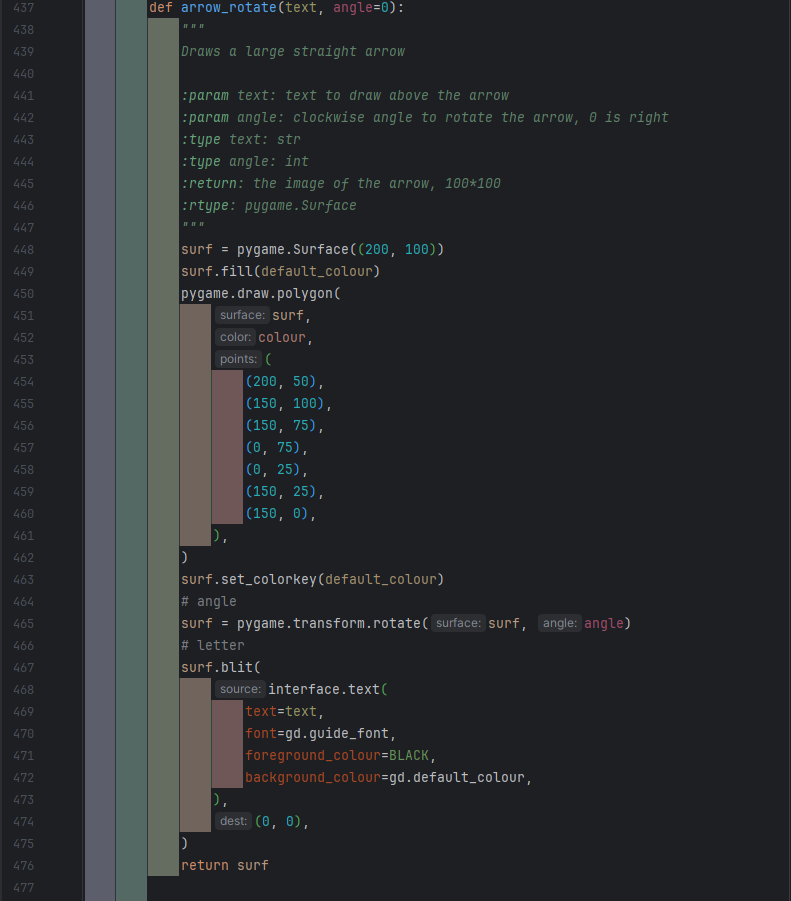 437 def arrow_rotate(text, angle=0):
438 """
439 Draws a large straight arrow
440
441 :param text: text to draw above the arrow
442 :param angle: clockwise angle to rotate the arrow, 0 is right
443 :type text: str
444 :type angle: int
445 :return: the image of the arrow, 100*100
446 :rtype: pygame.Surface
447 """
448 surf = pygame.Surface((200, 100))
449 surf.fill(default_colour)
450 pygame.draw.polygon(
451 surface: surf,
452 color: colour,
453 points: (
454 (200, 50),
455 (150, 100),
456 (150, 75),
457 (0, 75),
458 (0, 25),
459 (150, 25),
460 (150, 0),
461 ),
462 )
463 surf.set_colorkey(default_colour)
464 # angle
465 surf = pygame.transform.rotate( surface: surf, angle: angle)
466 # letter
467 surf.blit(
468 source: interface.text(
469 text=text,
470 font=gd.guide_font,
471 foreground_colour=BLACK,
472 background_colour=gd.default_colour,
473 ),
474 dest: (0, 0),
475 )
476 return surf
477